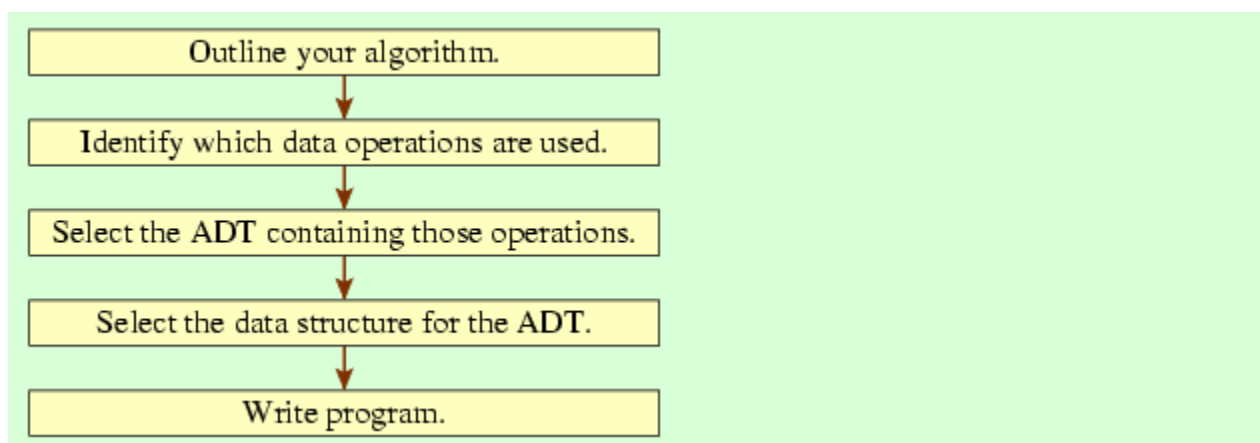 Outline your algorithm.
Identify which data operations are used.
Select the ADT containing those operations.
Select the data structure for the ADT.
Write program.